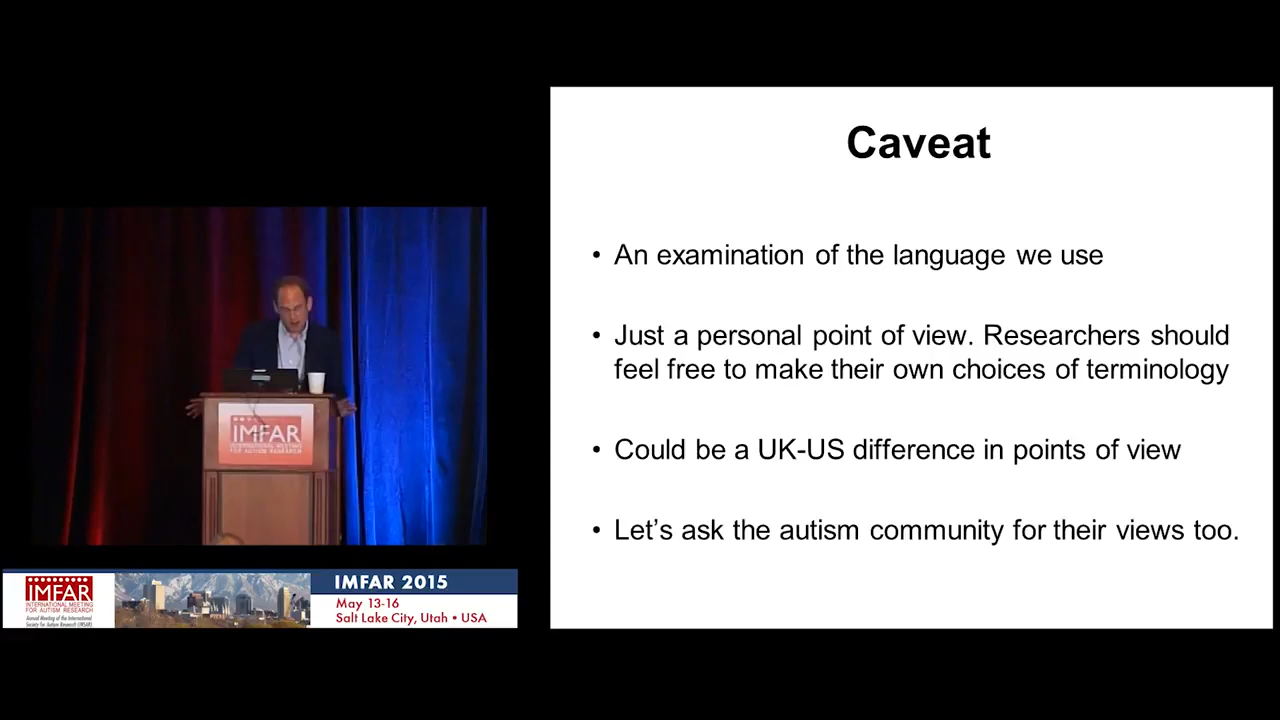 Caveat
• An examination of the language we use
• Just a personal point of view. Researchers should
feel free to make their own choices of terminology
• Could be a UK-US difference in points of view
• Let’s ask the autism community for their views too.
IMFAR
INTERNATIONAL MEETING
FOR AUTISM RESEARCH
IMFAR
INTERNATIONAL MEETING
FOR AUTISM RESEARCH
Annual Meeting of the International
Society for Autism Research (INSAR)
IMFAR 2015
May 13-16
Salt Lake City, Utah • USA